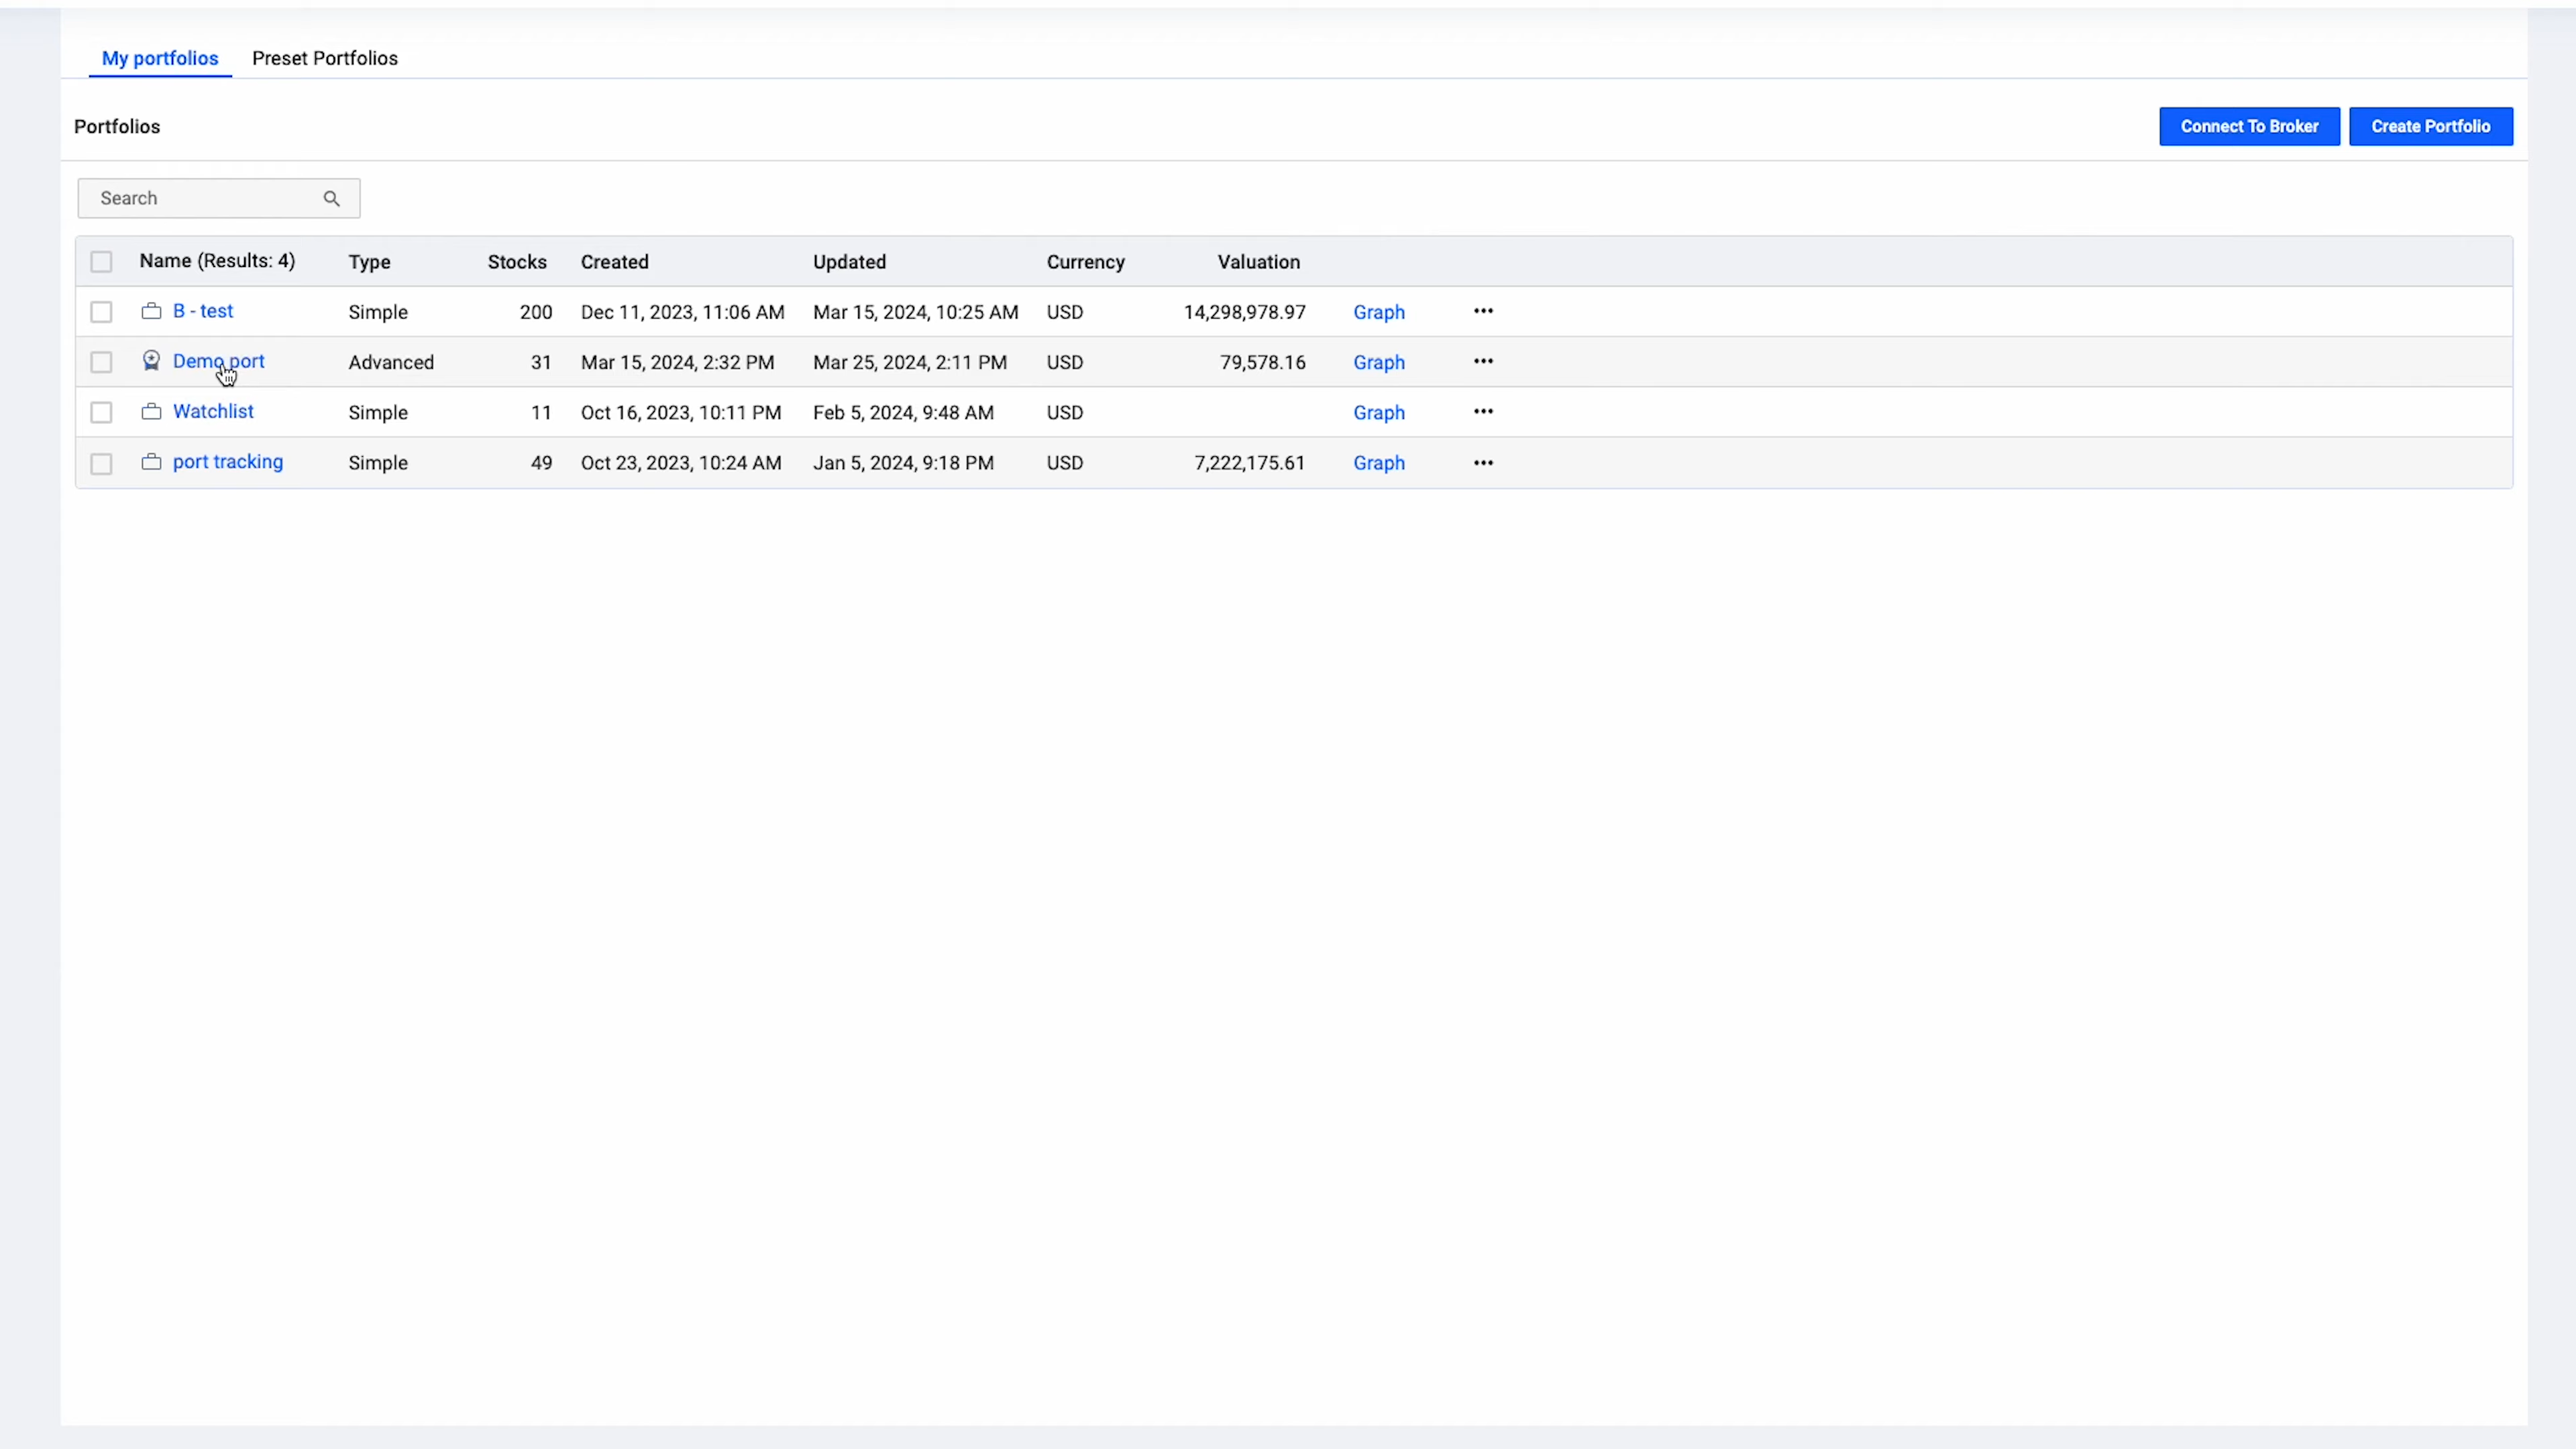 My portfolios Preset Portfolios
Portfolios Connect To Broker Create Portfolio
Search
Name (Results: 4) Type Stocks Created Updated Currency Valuation
B - test Simple 200 Dec 11, 2023, 11:06 AM Mar 15, 2024, 10:25 AM USD 14,298,978.97 Graph •••
Demo port Advanced 31 Mar 15, 2024, 2:32 PM Mar 25, 2024, 2:11 PM USD 79,578.16 Graph •••
Watchlist Simple 11 Oct 16, 2023, 10:11 PM Feb 5, 2024, 9:48 AM USD Graph •••
port tracking Simple 49 Oct 23, 2023, 10:24 AM Jan 5, 2024, 9:18 PM USD 7,222,175.61 Graph •••